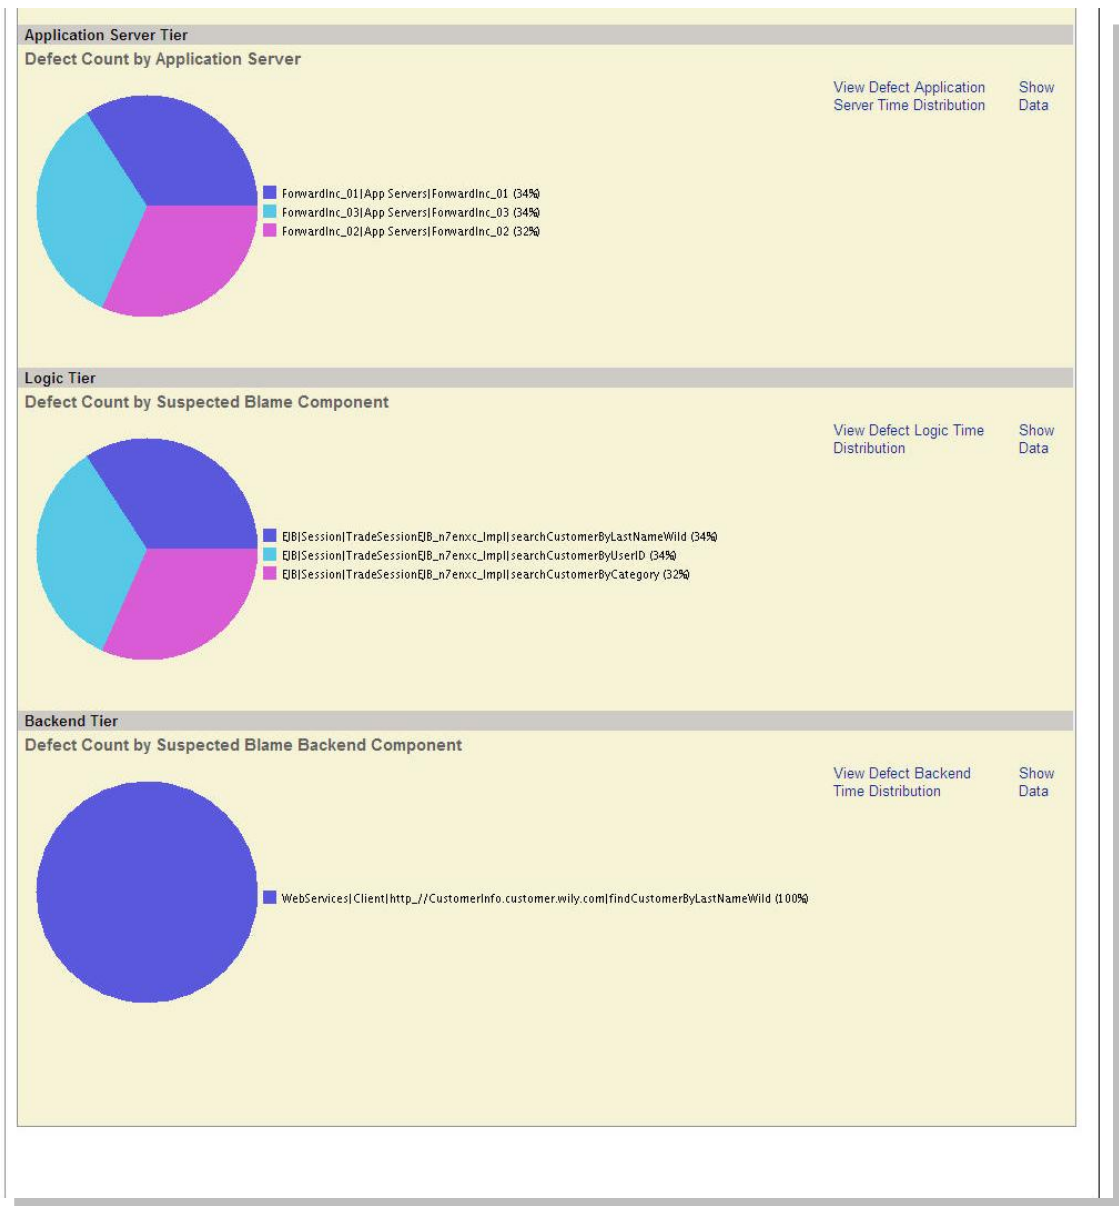 Application Server Tier
Defect Count by Application Server
View Defect Application Show
Server Time Distribution Data
ForwardInc_01|App Servers|ForwardInc_01 (34%)
ForwardInc_03|App Servers|ForwardInc_03 (34%)
ForwardInc_02|App Servers|ForwardInc_02 (32%)
Logic Tier
Defect Count by Suspected Blame Component
View Defect Logic Time Show
Distribution Data
EJB|Session|TradeSessionEJB_n7enxc_Impl|searchCustomerByLastNameWild (34%)
EJB|Session|TradeSessionEJB_n7enxc_Impl|searchCustomerByUserID (34%)
EJB|Session|TradeSessionEJB_n7enxc_Impl|searchCustomerByCategory (32%)
Backend Tier
Defect Count by Suspected Blame Backend Component
View Defect Backend Show
Time Distribution Data
WebServices|Client|http_//CustomerInfo.customer.wily.com|findCustomerByLastNameWild (100%)